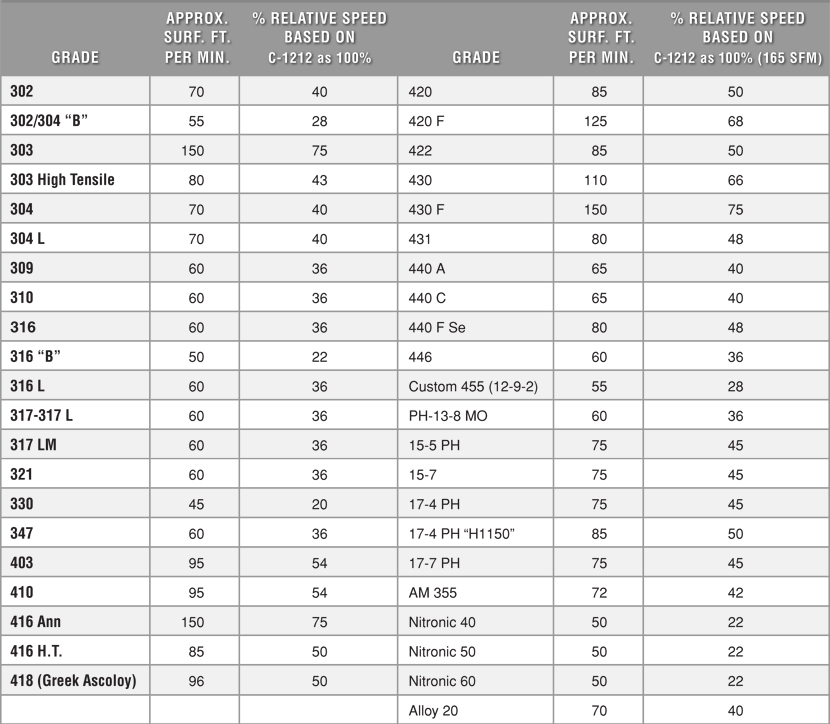 GRADE APPROX. SURF. FT. PER MIN. % RELATIVE SPEED BASED ON C-1212 as 100% GRADE APPROX. SURF. FT. PER MIN. % RELATIVE SPEED BASED ON C-1212 as 100% (165 SFM)
302 70 40 420 85 50
302/304 “B” 55 28 420 F 125 68
303 150 75 422 85 50
303 High Tensile 80 43 430 110 66
304 70 40 430 F 150 75
304 L 70 40 431 80 48
309 60 36 440 A 65 40
310 60 36 440 C 65 40
316 60 36 440 F Se 80 48
316 “B” 50 22 446 60 36
316 L 60 36 Custom 455 (12-9-2) 55 28
317-317 L 60 36 PH-13-8 MO 60 36
317 LM 60 36 15-5 PH 75 45
321 60 36 15-7 75 45
330 45 20 17-4 PH 75 45
347 60 36 17-4 PH “H1150” 85 50
403 95 54 17-7 PH 75 45
410 95 54 AM 355 72 42
416 Ann 150 75 Nitronic 40 50 22
416 H.T. 85 50 Nitronic 50 50 22
418 (Greek Ascoloy) 96 50 Nitronic 60 50 22
Alloy 20 70 40